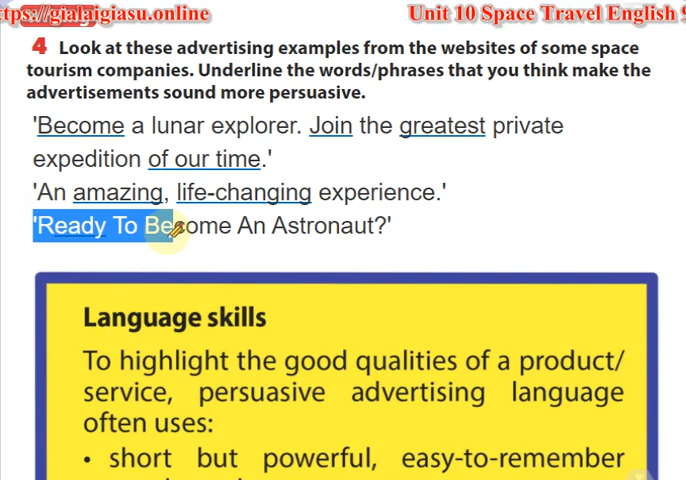 ttps://gialaigiasu.online
Unit 10 Space Travel English 9
4 Look at these advertising examples from the websites of some space
tourism companies. Underline the words/phrases that you think make the
advertisements sound more persuasive.
'Become a lunar explorer. Join the greatest private
expedition of our time.'
'An amazing, life-changing experience.'
'Ready To Become An Astronaut?'
Language skills
To highlight the good qualities of a product/
service, persuasive advertising language
often uses:
• short but powerful, easy-to-remember